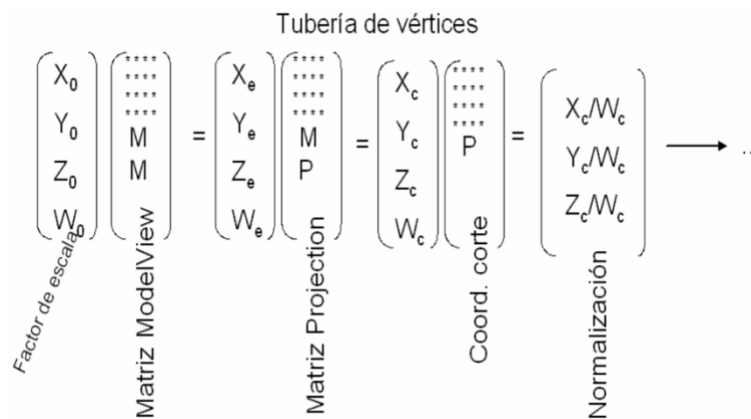 Tubería de vértices
X0 **** Xe **** Xc **** Xc/Wc
**** **** ****
Y0 **** Ye **** Yc **** Yc/Wc
**** **** ****
M = M = P =
Z0 M Ze P Zc Zc/Wc
W0 We Wc
..
Factor de escala
Matriz ModelView
Matriz Projection
Coord. corte
Normalización